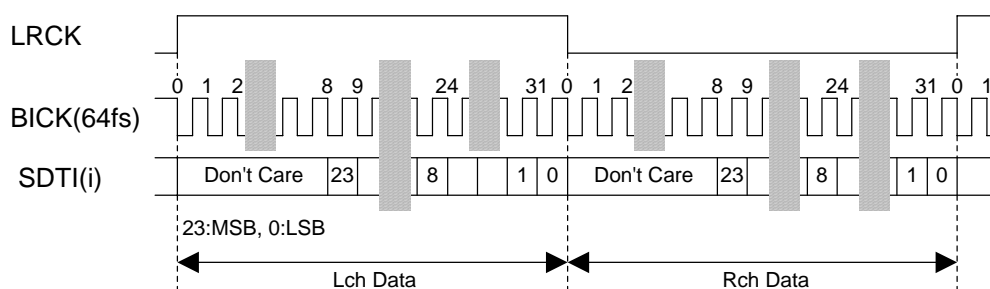 LRCK
0 1 2 8 9 24 31 0 1 2 8 9 24 31 0 1
BICK(64fs)
SDTI(i) Don't Care 23 8 1 0 Don't Care 23 8 1 0
23:MSB, 0:LSB
Lch Data Rch Data